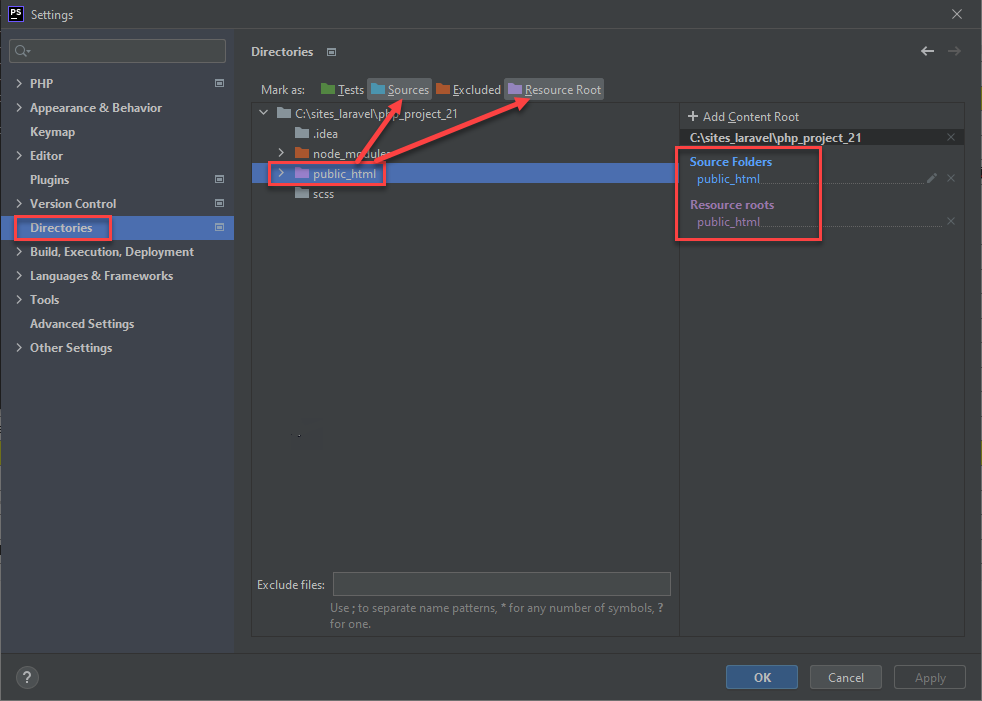 PS Settings
Directories
PHP
Appearance & Behavior
Keymap
Editor
Plugins
Version Control
Directories
Build, Execution, Deployment
Languages & Frameworks
Tools
Advanced Settings
Other Settings
Mark as: Tests Sources Excluded Resource Root
C:\sites_laravel\php_project_21
.idea
node_modules
public_html
scss
+ Add Content Root
C:\sites_laravel\php_project_21
Source Folders
public_html
Resource roots
public_html
Exclude files:
Use ; to separate name patterns, * for any number of symbols, ?
for one.
?
OK Cancel Apply